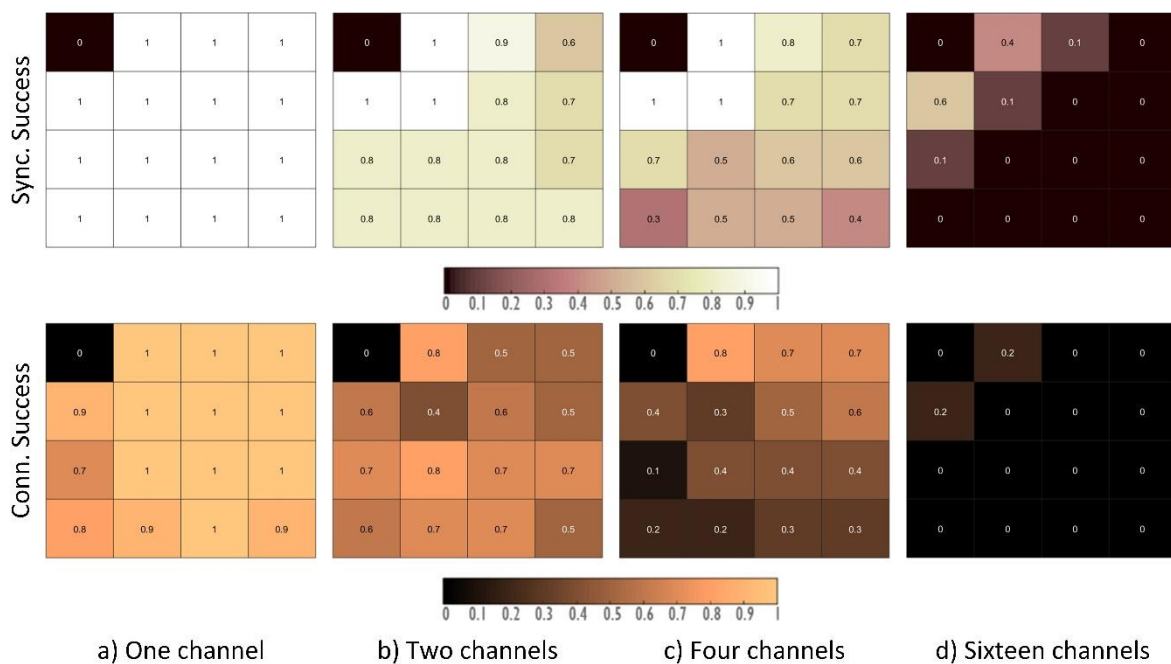 Sync. Success
0 1 1 1
1 1 1 1
1 1 1 1
1 1 1 1
0 1 0.9 0.6
1 1 0.8 0.7
0.8 0.8 0.8 0.7
0.8 0.8 0.8 0.8
0 1 0.8 0.7
1 1 0.7 0.7
0.7 0.5 0.6 0.6
0.3 0.5 0.5 0.4
0 0.4 0.1 0
0.6 0.1 0 0
0.1 0 0 0
0 0 0 0
0 0.1 0.2 0.3 0.4 0.5 0.6 0.7 0.8 0.9 1
Conn. Success
0 1 1 1
0.9 1 1 1
0.7 1 1 1
0.8 0.9 1 0.9
0 0.8 0.5 0.5
0.6 0.4 0.6 0.5
0.7 0.8 0.7 0.7
0.6 0.7 0.7 0.5
0 0.8 0.7 0.7
0.4 0.3 0.5 0.6
0.1 0.4 0.4 0.4
0.2 0.2 0.3 0.3
0 0.2 0 0
0.2 0 0 0
0 0 0 0
0 0 0 0
0 0.1 0.2 0.3 0.4 0.5 0.6 0.7 0.8 0.9 1
a) One channel
b) Two channels
c) Four channels
d) Sixteen channels